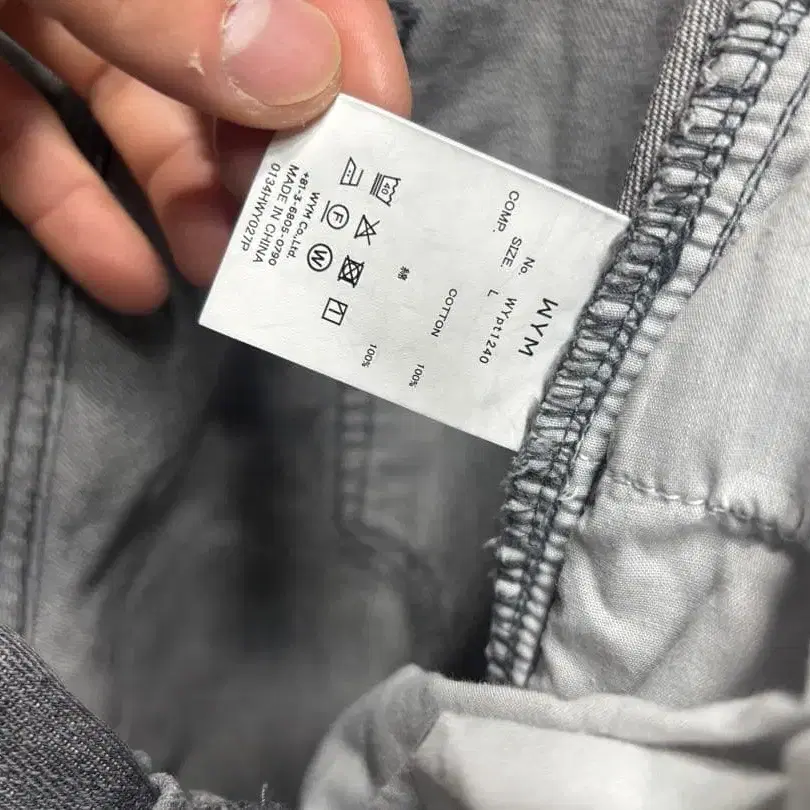 WYM
No. WYpt1240
SIZE. L
COMP.
COTTON 100%
綿 100%
40
F
W
WYM Co.,Ltd.
+81-3-6805-0790
MADE IN CHINA
0134HWY027P